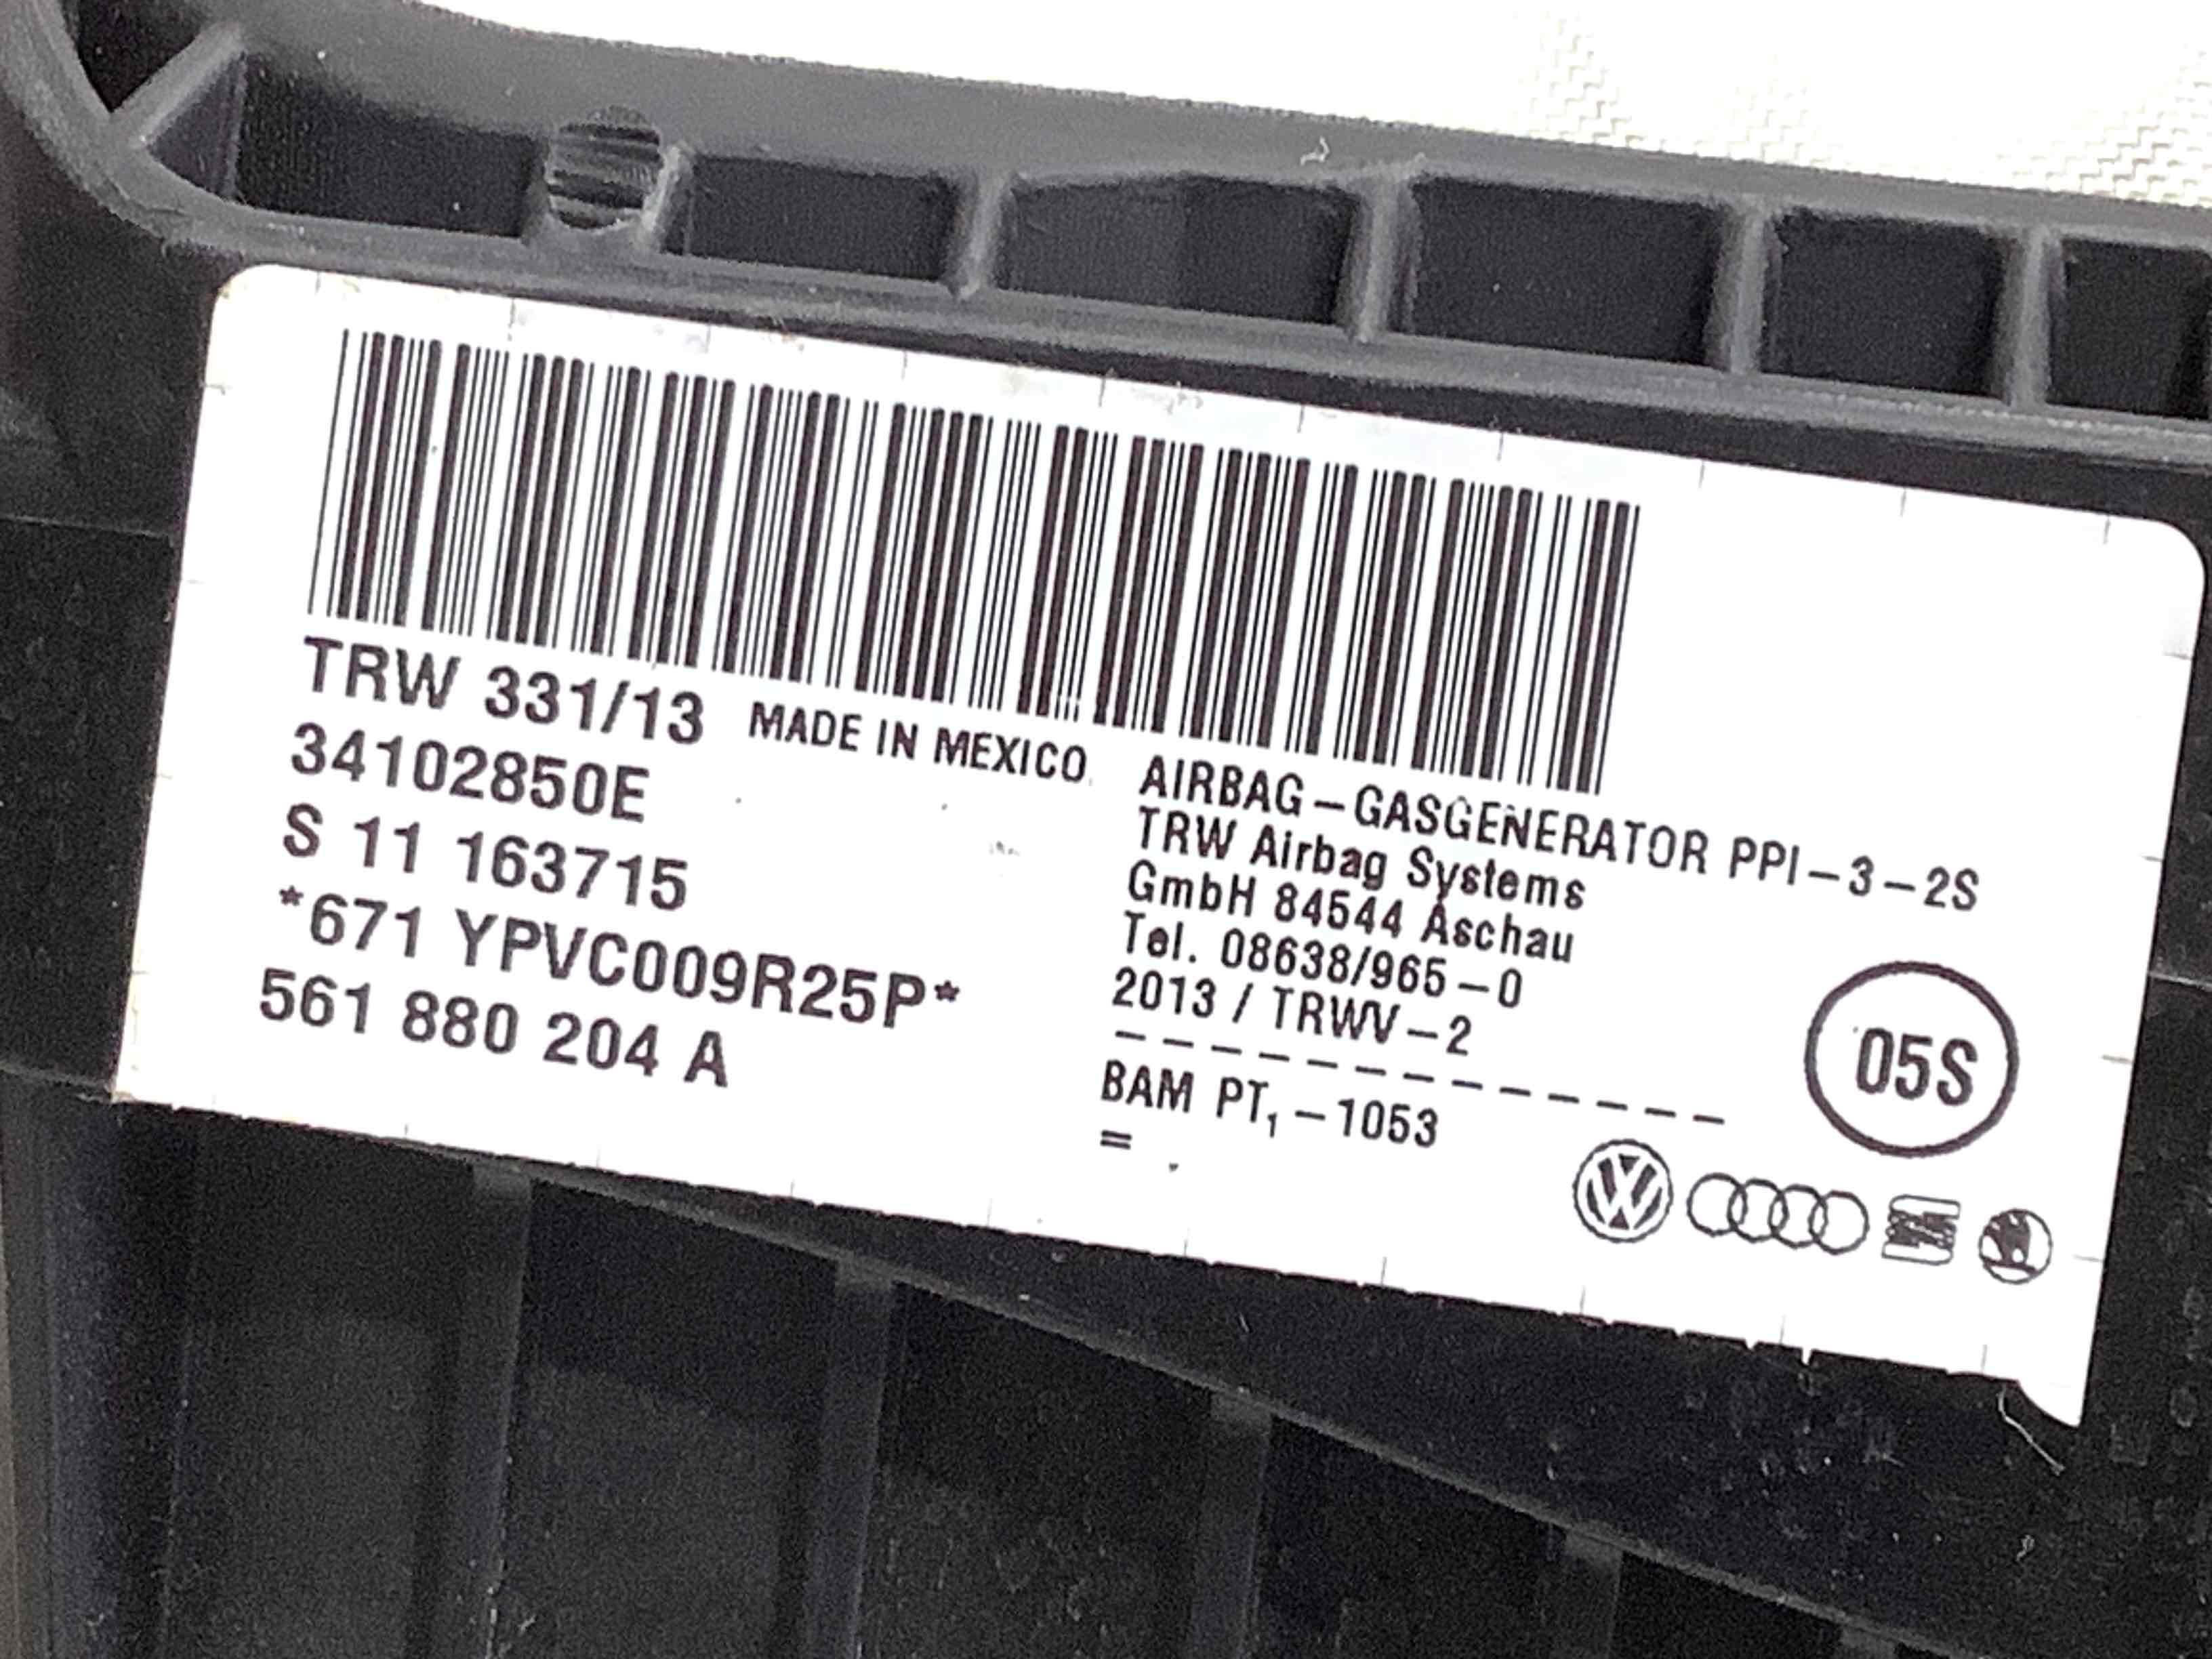 TRW 331/13 MADE IN MEXICO
34102850E
S 11 163715
*671 YPVC009R25P*
561 880 204 A
AIRBAG-GASGENERATOR PPI-3-2S
TRW Airbag Systems
GmbH 84544 Aschau
Tel. 08638/965-0
2013 / TRWV-2
------------
BAM PT₁-1053
=
05S